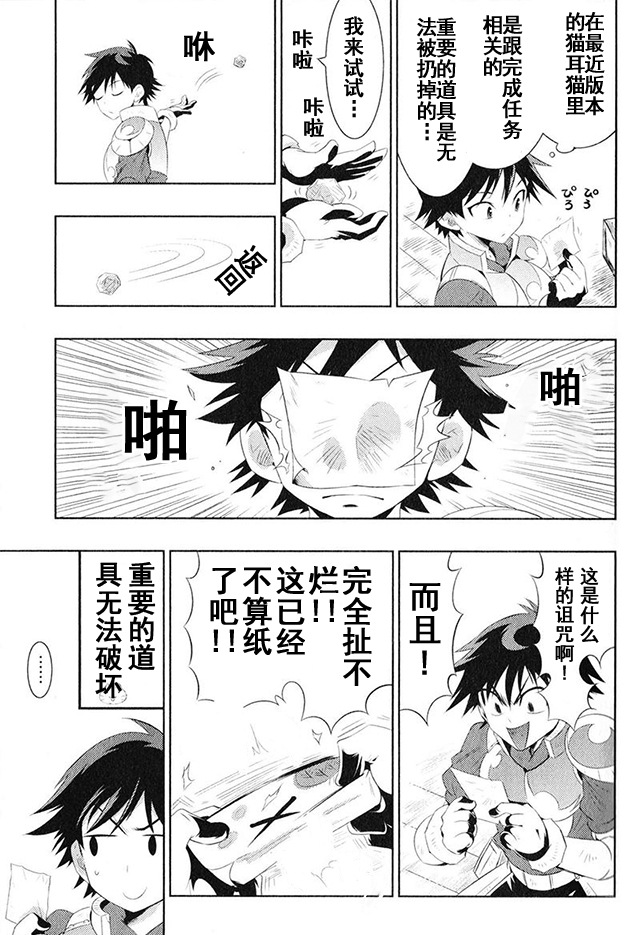 在最近版本
的猫耳猫里
是跟完成任务
相关的
重要的道具是无
法被扔掉的…
ぴろ
ぴろ
我来试试…
咔啦
咔啦
咻
返回
啪
啪
这是什么
样的诅咒啊！
而且！
完全扯不
烂!!
这已经
不算纸
了吧!!
重要的道
具无法破坏
……